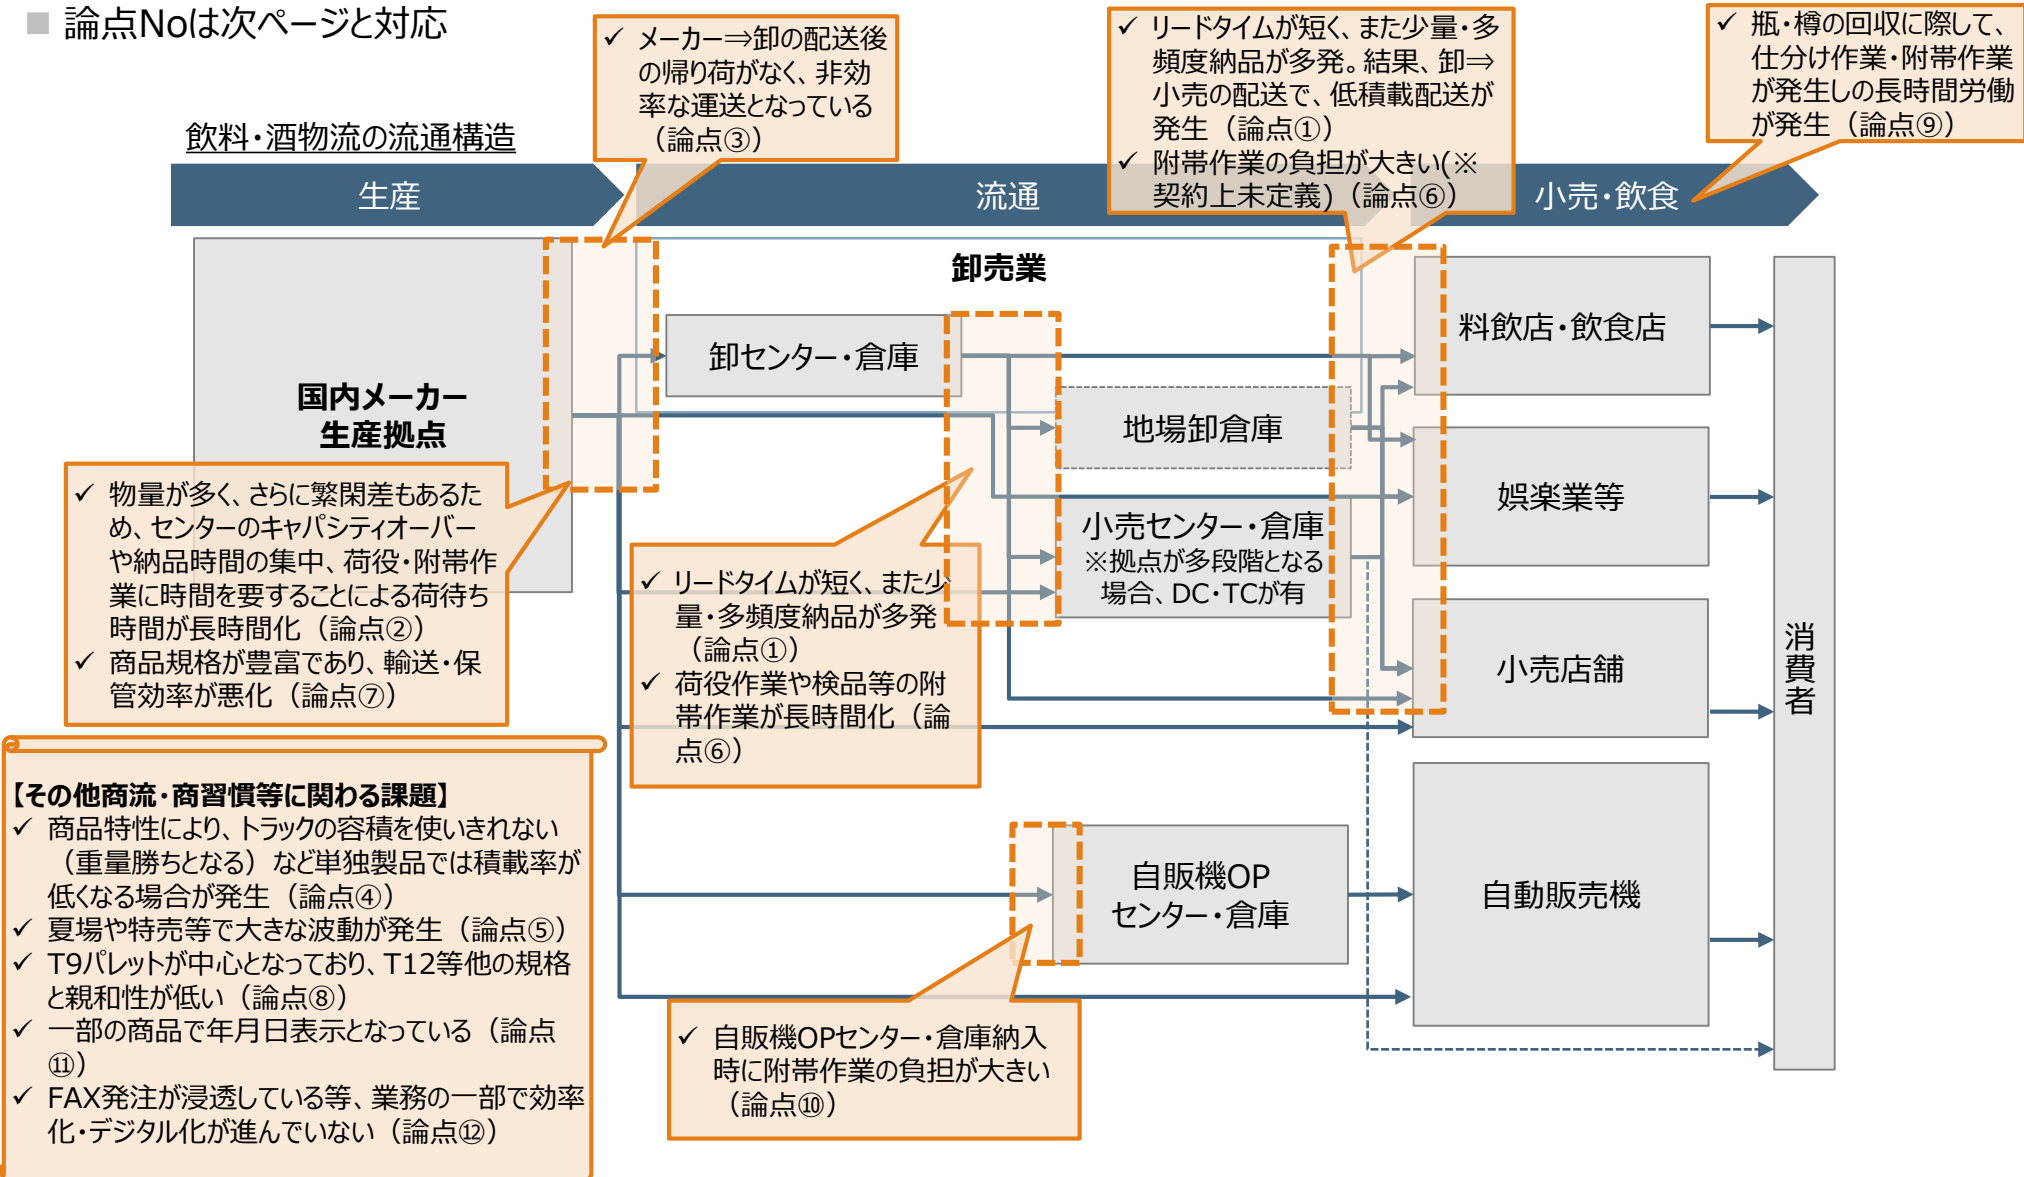 論点Noは次ページと対応
メーカー⇒卸の配送後
の帰り荷がなく、非効
率な運送となっている
（論点③）
リードタイムが短く、また少量・多
頻度納品が多発。結果、卸⇒
小売の配送で、低積載配送が
発生（論点①）
附帯作業の負担が大きい(※
契約上未定義)（論点⑥）
瓶・樽の回収に際して、
仕分け作業・附帯作業
が発生しの長時間労働
が発生（論点⑨）
飲料・酒物流の流通構造
生産
流通
小売・飲食
卸売業
国内メーカー
生産拠点
卸センター・倉庫
地場卸倉庫
小売センター・倉庫
※拠点が多段階となる
場合、DC・TCが有
料飲店・飲食店
娯楽業等
小売店舗
消費者
物量が多く、さらに繁閑差もあるた
め、センターのキャパシティオーバー
や納品時間の集中、荷役・附帯作
業に時間を要することによる荷待ち
時間が長時間化（論点②）
商品規格が豊富であり、輸送・保
管効率が悪化（論点⑦）
リードタイムが短く、また少
量・多頻度納品が多発
（論点①）
荷役作業や検品等の附
帯作業が長時間化（論
点⑥）
【その他商流・商習慣等に関わる課題】
商品特性により、トラックの容積を使いきれない
（重量勝ちとなる）など単独製品では積載率が
低くなる場合が発生（論点④）
夏場や特売等で大きな波動が発生（論点⑤）
T9パレットが中心となっており、T12等他の規格
と親和性が低い（論点⑧）
一部の商品で年月日表示となっている（論点
⑪）
FAX発注が浸透している等、業務の一部で効率
化・デジタル化が進んでいない（論点⑫）
自販機OP
センター・倉庫
自動販売機
自販機OPセンター・倉庫納入
時に附帯作業の負担が大きい
（論点⑩）